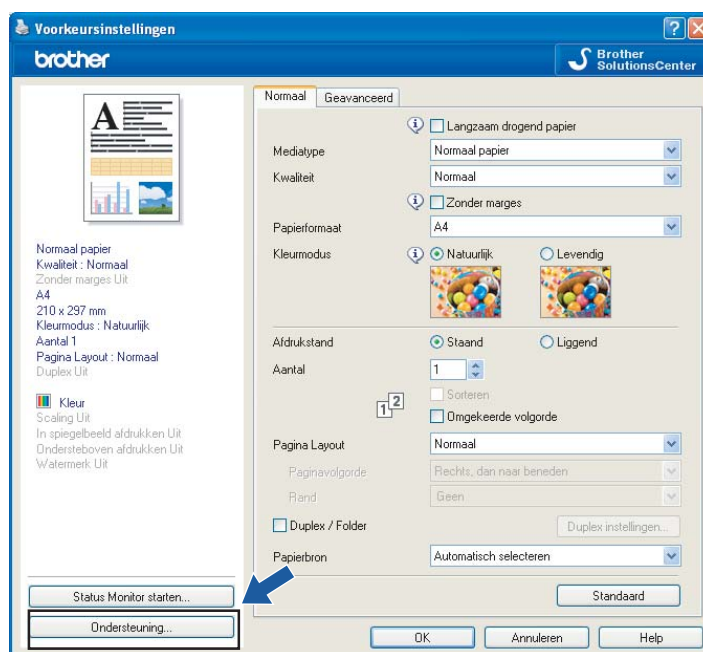 Voorkeursinstellingen
brother
Brother
SolutionsCenter
A
Normaal papier
Kwaliteit : Normaal
Zonder marges Uit
A4
210 x 297 mm
Kleurmodus : Natuurlijk
Aantal 1
Pagina Layout : Normaal
Duplex Uit
Kleur
Scaling Uit
In spiegelbeeld afdrukken Uit
Ondersteboven afdrukken Uit
Watermerk Uit
Status Monitor starten...
Ondersteuning...
Normaal Geavanceerd
Langzaam drogend papier
Mediatype Normaal papier
Kwaliteit Normaal
Zonder marges
Papierformaat A4
Kleurmodus Natuurlijk Levendig
Afdrukstand Staand Liggend
Aantal 1
Sorteren
1 2
Omgekeerde volgorde
Pagina Layout Normaal
Paginavolgorde Rechts, dan naar beneden
Rand Geen
Duplex / Folder Duplex instellingen...
Papierbron Automatisch selecteren
Standaard
OK Annuleren Help